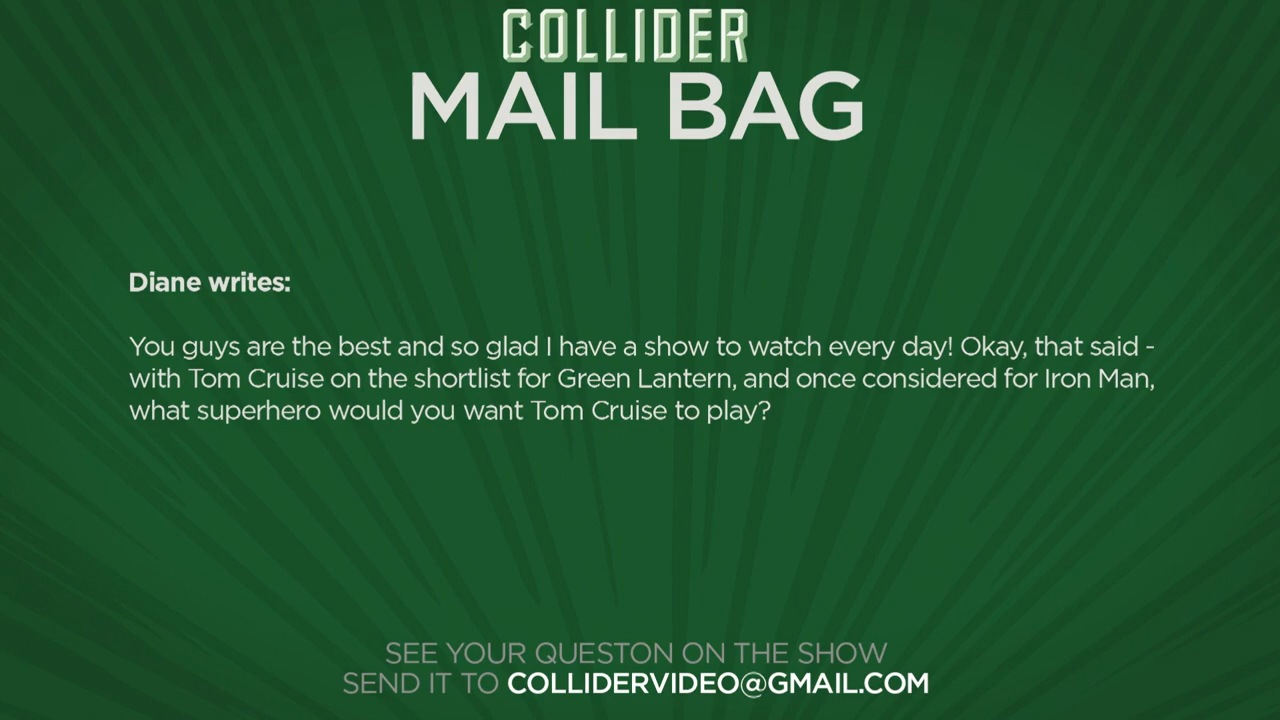 COLLIDER
MAIL BAG
Diane writes:
You guys are the best and so glad I have a show to watch every day! Okay, that said -
with Tom Cruise on the shortlist for Green Lantern, and once considered for Iron Man,
what superhero would you want Tom Cruise to play?
SEE YOUR QUESTON ON THE SHOW
SEND IT TO COLLIDERVIDEO@GMAIL.COM